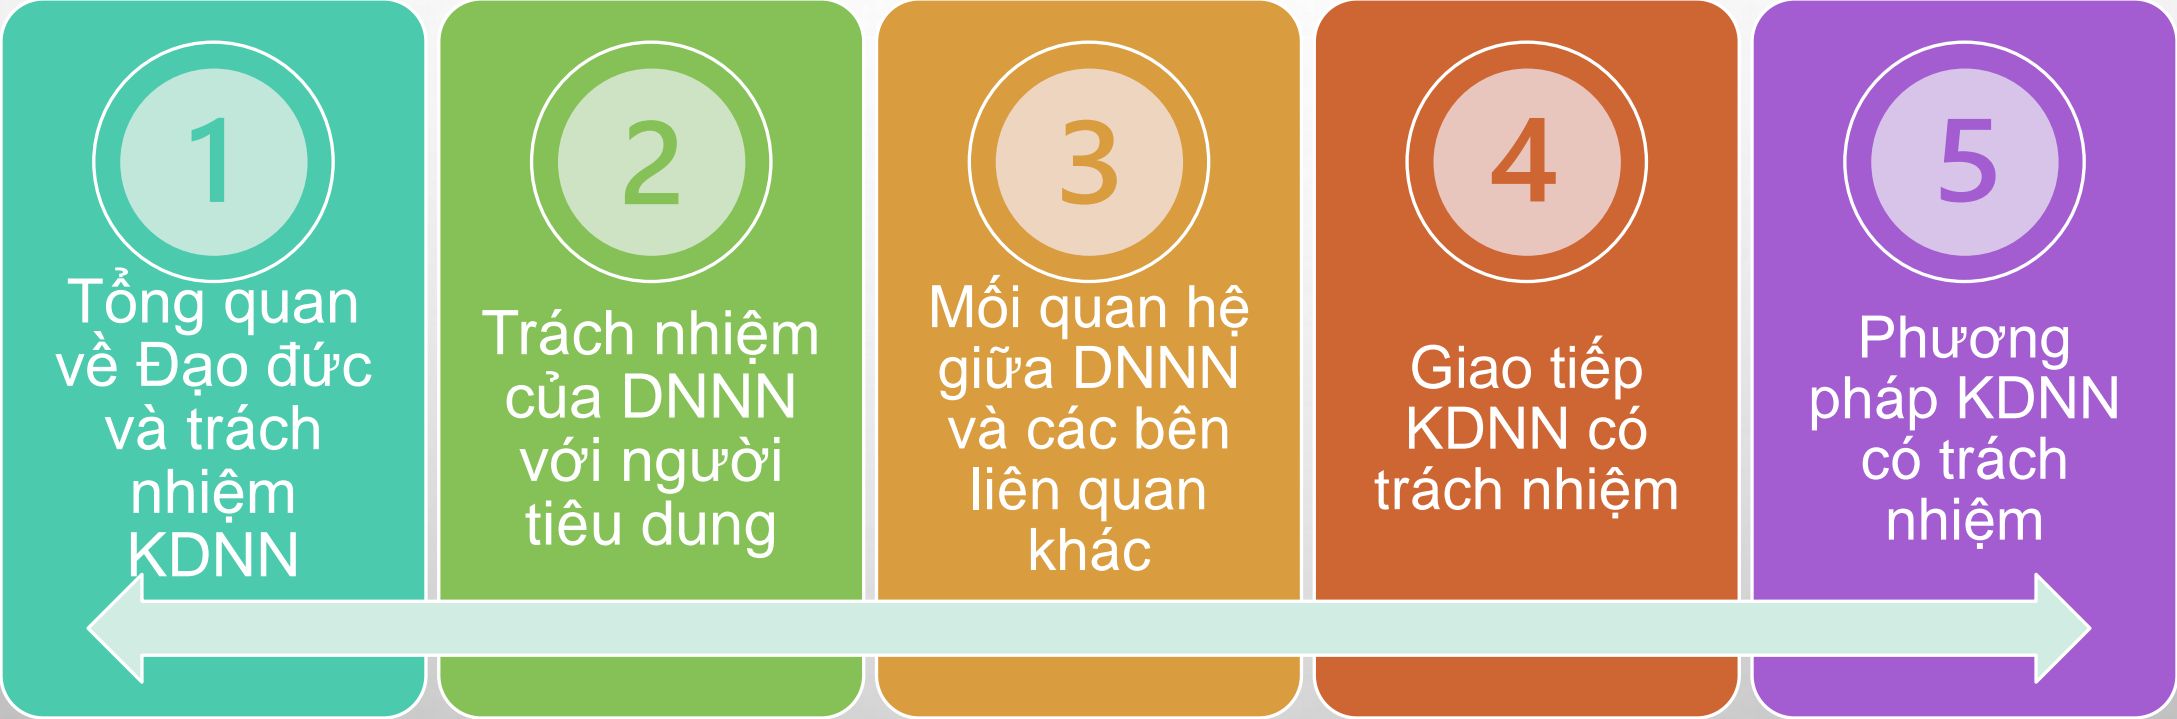 1
Tổng quan
về Đạo đức
và trách
nhiệm
KDNN
2
Trách nhiệm
của DNNN
với người
tiêu dung
3
Mối quan hệ
giữa DNNN
và các bên
liên quan
khác
4
Giao tiếp
KDNN có
trách nhiệm
5
Phương
pháp KDNN
có trách
nhiệm